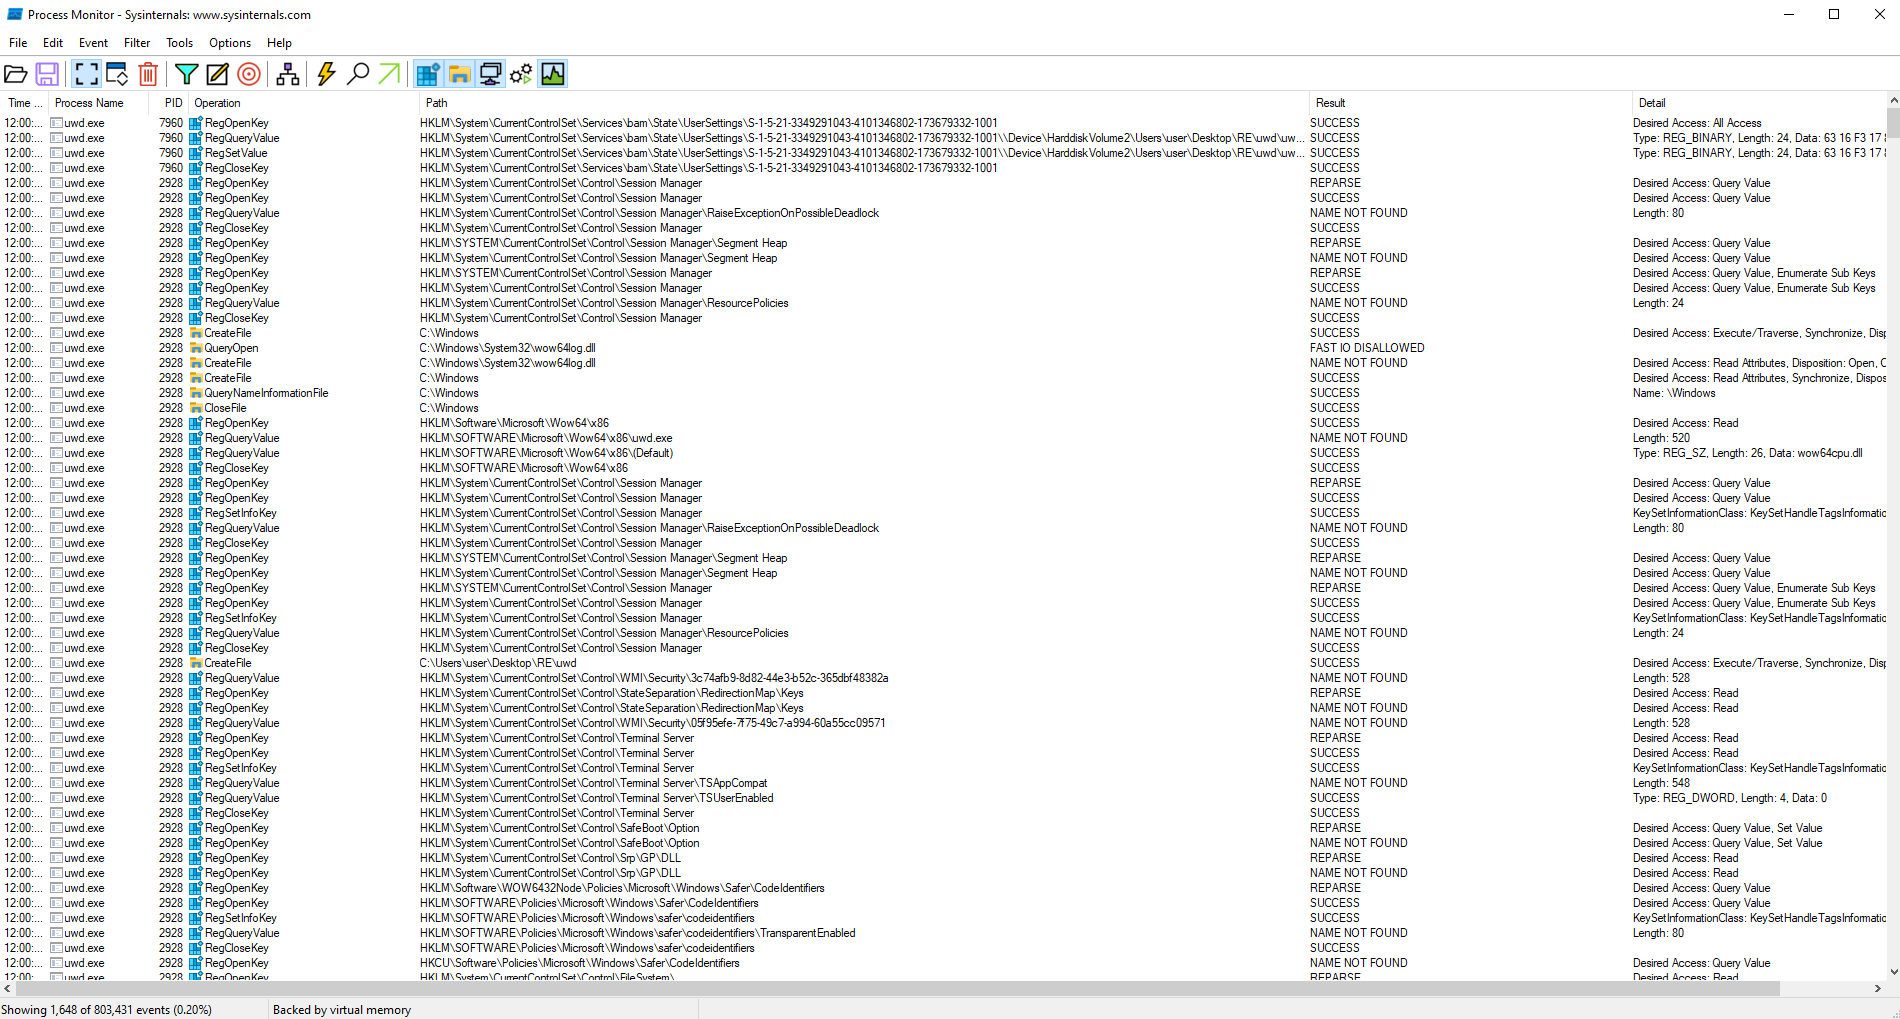 Process Monitor - Sysinternals: www.sysinternals.com
File Edit Event Filter Tools Options Help
Time ... Process Name PID Operation Path Result Detail
12:00:... uwd.exe 7960 RegOpenKey HKLM\System\CurrentControlSet\Services\bam\State\UserSettings\S-1-5-21-3349291043-4101346802-173679332-1001 SUCCESS Desired Access: All Access
12:00:... uwd.exe 7960 RegQueryValue HKLM\System\CurrentControlSet\Services\bam\State\UserSettings\S-1-5-21-3349291043-4101346802-173679332-1001\\Device\HarddiskVolume2\Users\user\Desktop\RE\uwd\uw... SUCCESS Type: REG_BINARY, Length: 24, Data: 63 16 F3 17
12:00:... uwd.exe 7960 RegSetValue HKLM\System\CurrentControlSet\Services\bam\State\UserSettings\S-1-5-21-3349291043-4101346802-173679332-1001\\Device\HarddiskVolume2\Users\user\Desktop\RE\uwd\uw... SUCCESS Type: REG_BINARY, Length: 24, Data: 63 16 F3 17
12:00:... uwd.exe 7960 RegCloseKey HKLM\System\CurrentControlSet\Services\bam\State\UserSettings\S-1-5-21-3349291043-4101346802-173679332-1001 SUCCESS
12:00:... uwd.exe 2928 RegOpenKey HKLM\System\CurrentControlSet\Control\Session Manager REPARSE Desired Access: Query Value
12:00:... uwd.exe 2928 RegOpenKey HKLM\System\CurrentControlSet\Control\Session Manager SUCCESS Desired Access: Query Value
12:00:... uwd.exe 2928 RegQueryValue HKLM\System\CurrentControlSet\Control\Session Manager\RaiseExceptionOnPossibleDeadlock NAME NOT FOUND Length: 80
12:00:... uwd.exe 2928 RegCloseKey HKLM\System\CurrentControlSet\Control\Session Manager SUCCESS
12:00:... uwd.exe 2928 RegOpenKey HKLM\SYSTEM\CurrentControlSet\Control\Session Manager\Segment Heap REPARSE Desired Access: Query Value
12:00:... uwd.exe 2928 RegOpenKey HKLM\System\CurrentControlSet\Control\Session Manager\Segment Heap NAME NOT FOUND Desired Access: Query Value
12:00:... uwd.exe 2928 RegOpenKey HKLM\SYSTEM\CurrentControlSet\Control\Session Manager REPARSE Desired Access: Query Value, Enumerate Sub Keys
12:00:... uwd.exe 2928 RegOpenKey HKLM\System\CurrentControlSet\Control\Session Manager SUCCESS Desired Access: Query Value, Enumerate Sub Keys
12:00:... uwd.exe 2928 RegQueryValue HKLM\System\CurrentControlSet\Control\Session Manager\ResourcePolicies NAME NOT FOUND Length: 24
12:00:... uwd.exe 2928 RegCloseKey HKLM\System\CurrentControlSet\Control\Session Manager SUCCESS
12:00:... uwd.exe 2928 CreateFile C:\Windows SUCCESS Desired Access: Execute/Traverse, Synchronize, Disp
12:00:... uwd.exe 2928 QueryOpen C:\Windows\System32\wow64log.dll FAST IO DISALLOWED
12:00:... uwd.exe 2928 CreateFile C:\Windows\System32\wow64log.dll NAME NOT FOUND Desired Access: Read Attributes, Disposition: Open, O
12:00:... uwd.exe 2928 CreateFile C:\Windows SUCCESS Desired Access: Read Attributes, Synchronize, Dispos
12:00:... uwd.exe 2928 QueryNameInformationFile C:\Windows SUCCESS Name: \Windows
12:00:... uwd.exe 2928 CloseFile C:\Windows SUCCESS
12:00:... uwd.exe 2928 RegOpenKey HKLM\Software\Microsoft\Wow64\x86 SUCCESS Desired Access: Read
12:00:... uwd.exe 2928 RegQueryValue HKLM\SOFTWARE\Microsoft\Wow64\x86\uwd.exe NAME NOT FOUND Length: 520
12:00:... uwd.exe 2928 RegQueryValue HKLM\SOFTWARE\Microsoft\Wow64\x86\(Default) SUCCESS Type: REG_SZ, Length: 26, Data: wow64cpu.dll
12:00:... uwd.exe 2928 RegCloseKey HKLM\SOFTWARE\Microsoft\Wow64\x86 SUCCESS
12:00:... uwd.exe 2928 RegOpenKey HKLM\System\CurrentControlSet\Control\Session Manager REPARSE Desired Access: Query Value
12:00:... uwd.exe 2928 RegOpenKey HKLM\System\CurrentControlSet\Control\Session Manager SUCCESS Desired Access: Query Value
12:00:... uwd.exe 2928 RegSetInfoKey HKLM\System\CurrentControlSet\Control\Session Manager SUCCESS KeySetInformationClass: KeySetHandleTagsInformatio
12:00:... uwd.exe 2928 RegQueryValue HKLM\System\CurrentControlSet\Control\Session Manager\RaiseExceptionOnPossibleDeadlock NAME NOT FOUND Length: 80
12:00:... uwd.exe 2928 RegCloseKey HKLM\System\CurrentControlSet\Control\Session Manager SUCCESS
12:00:... uwd.exe 2928 RegOpenKey HKLM\SYSTEM\CurrentControlSet\Control\Session Manager\Segment Heap REPARSE Desired Access: Query Value
12:00:... uwd.exe 2928 RegOpenKey HKLM\System\CurrentControlSet\Control\Session Manager\Segment Heap NAME NOT FOUND Desired Access: Query Value
12:00:... uwd.exe 2928 RegOpenKey HKLM\SYSTEM\CurrentControlSet\Control\Session Manager REPARSE Desired Access: Query Value, Enumerate Sub Keys
12:00:... uwd.exe 2928 RegOpenKey HKLM\System\CurrentControlSet\Control\Session Manager SUCCESS Desired Access: Query Value, Enumerate Sub Keys
12:00:... uwd.exe 2928 RegSetInfoKey HKLM\System\CurrentControlSet\Control\Session Manager SUCCESS KeySetInformationClass: KeySetHandleTagsInformatio
12:00:... uwd.exe 2928 RegQueryValue HKLM\System\CurrentControlSet\Control\Session Manager\ResourcePolicies NAME NOT FOUND Length: 24
12:00:... uwd.exe 2928 RegCloseKey HKLM\System\CurrentControlSet\Control\Session Manager SUCCESS
12:00:... uwd.exe 2928 CreateFile C:\Users\user\Desktop\RE\uwd SUCCESS Desired Access: Execute/Traverse, Synchronize, Disp
12:00:... uwd.exe 2928 RegQueryValue HKLM\System\CurrentControlSet\Control\WMI\Security\3c74afb9-8d82-44e3-b52c-365dbf48382a NAME NOT FOUND Length: 528
12:00:... uwd.exe 2928 RegOpenKey HKLM\System\CurrentControlSet\Control\StateSeparation\RedirectionMap\Keys REPARSE Desired Access: Read
12:00:... uwd.exe 2928 RegOpenKey HKLM\System\CurrentControlSet\Control\StateSeparation\RedirectionMap\Keys NAME NOT FOUND Desired Access: Read
12:00:... uwd.exe 2928 RegQueryValue HKLM\System\CurrentControlSet\Control\WMI\Security\05f95efe-7f75-49c7-a994-60a55cc09571 NAME NOT FOUND Length: 528
12:00:... uwd.exe 2928 RegOpenKey HKLM\System\CurrentControlSet\Control\Terminal Server REPARSE Desired Access: Read
12:00:... uwd.exe 2928 RegOpenKey HKLM\System\CurrentControlSet\Control\Terminal Server SUCCESS Desired Access: Read
12:00:... uwd.exe 2928 RegSetInfoKey HKLM\System\CurrentControlSet\Control\Terminal Server SUCCESS KeySetInformationClass: KeySetHandleTagsInformatio
12:00:... uwd.exe 2928 RegQueryValue HKLM\System\CurrentControlSet\Control\Terminal Server\TSAppCompat NAME NOT FOUND Length: 548
12:00:... uwd.exe 2928 RegQueryValue HKLM\System\CurrentControlSet\Control\Terminal Server\TSUserEnabled SUCCESS Type: REG_DWORD, Length: 4, Data: 0
12:00:... uwd.exe 2928 RegCloseKey HKLM\System\CurrentControlSet\Control\Terminal Server SUCCESS
12:00:... uwd.exe 2928 RegOpenKey HKLM\System\CurrentControlSet\Control\SafeBoot\Option REPARSE Desired Access: Query Value, Set Value
12:00:... uwd.exe 2928 RegOpenKey HKLM\System\CurrentControlSet\Control\SafeBoot\Option NAME NOT FOUND Desired Access: Query Value, Set Value
12:00:... uwd.exe 2928 RegOpenKey HKLM\System\CurrentControlSet\Control\Srp\GP\DLL REPARSE Desired Access: Read
12:00:... uwd.exe 2928 RegOpenKey HKLM\System\CurrentControlSet\Control\Srp\GP\DLL NAME NOT FOUND Desired Access: Read
12:00:... uwd.exe 2928 RegOpenKey HKLM\Software\WOW6432Node\Policies\Microsoft\Windows\Safer\CodeIdentifiers REPARSE Desired Access: Query Value
12:00:... uwd.exe 2928 RegOpenKey HKLM\SOFTWARE\Policies\Microsoft\Windows\Safer\CodeIdentifiers SUCCESS Desired Access: Query Value
12:00:... uwd.exe 2928 RegSetInfoKey HKLM\SOFTWARE\Policies\Microsoft\Windows\safer\codeidentifiers SUCCESS KeySetInformationClass: KeySetHandleTagsInformatio
12:00:... uwd.exe 2928 RegQueryValue HKLM\SOFTWARE\Policies\Microsoft\Windows\safer\codeidentifiers\TransparentEnabled NAME NOT FOUND Length: 80
12:00:... uwd.exe 2928 RegCloseKey HKLM\SOFTWARE\Policies\Microsoft\Windows\safer\codeidentifiers SUCCESS
12:00:... uwd.exe 2928 RegOpenKey HKCU\Software\Policies\Microsoft\Windows\Safer\CodeIdentifiers NAME NOT FOUND Desired Access: Query Value
12:00:... uwd.exe 2928 RegOpenKey HKLM\System\CurrentControlSet\Control\FileSystem\ REPARSE Desired Access: Read
Showing 1,648 of 803,431 events (0.20%) Backed by virtual memory